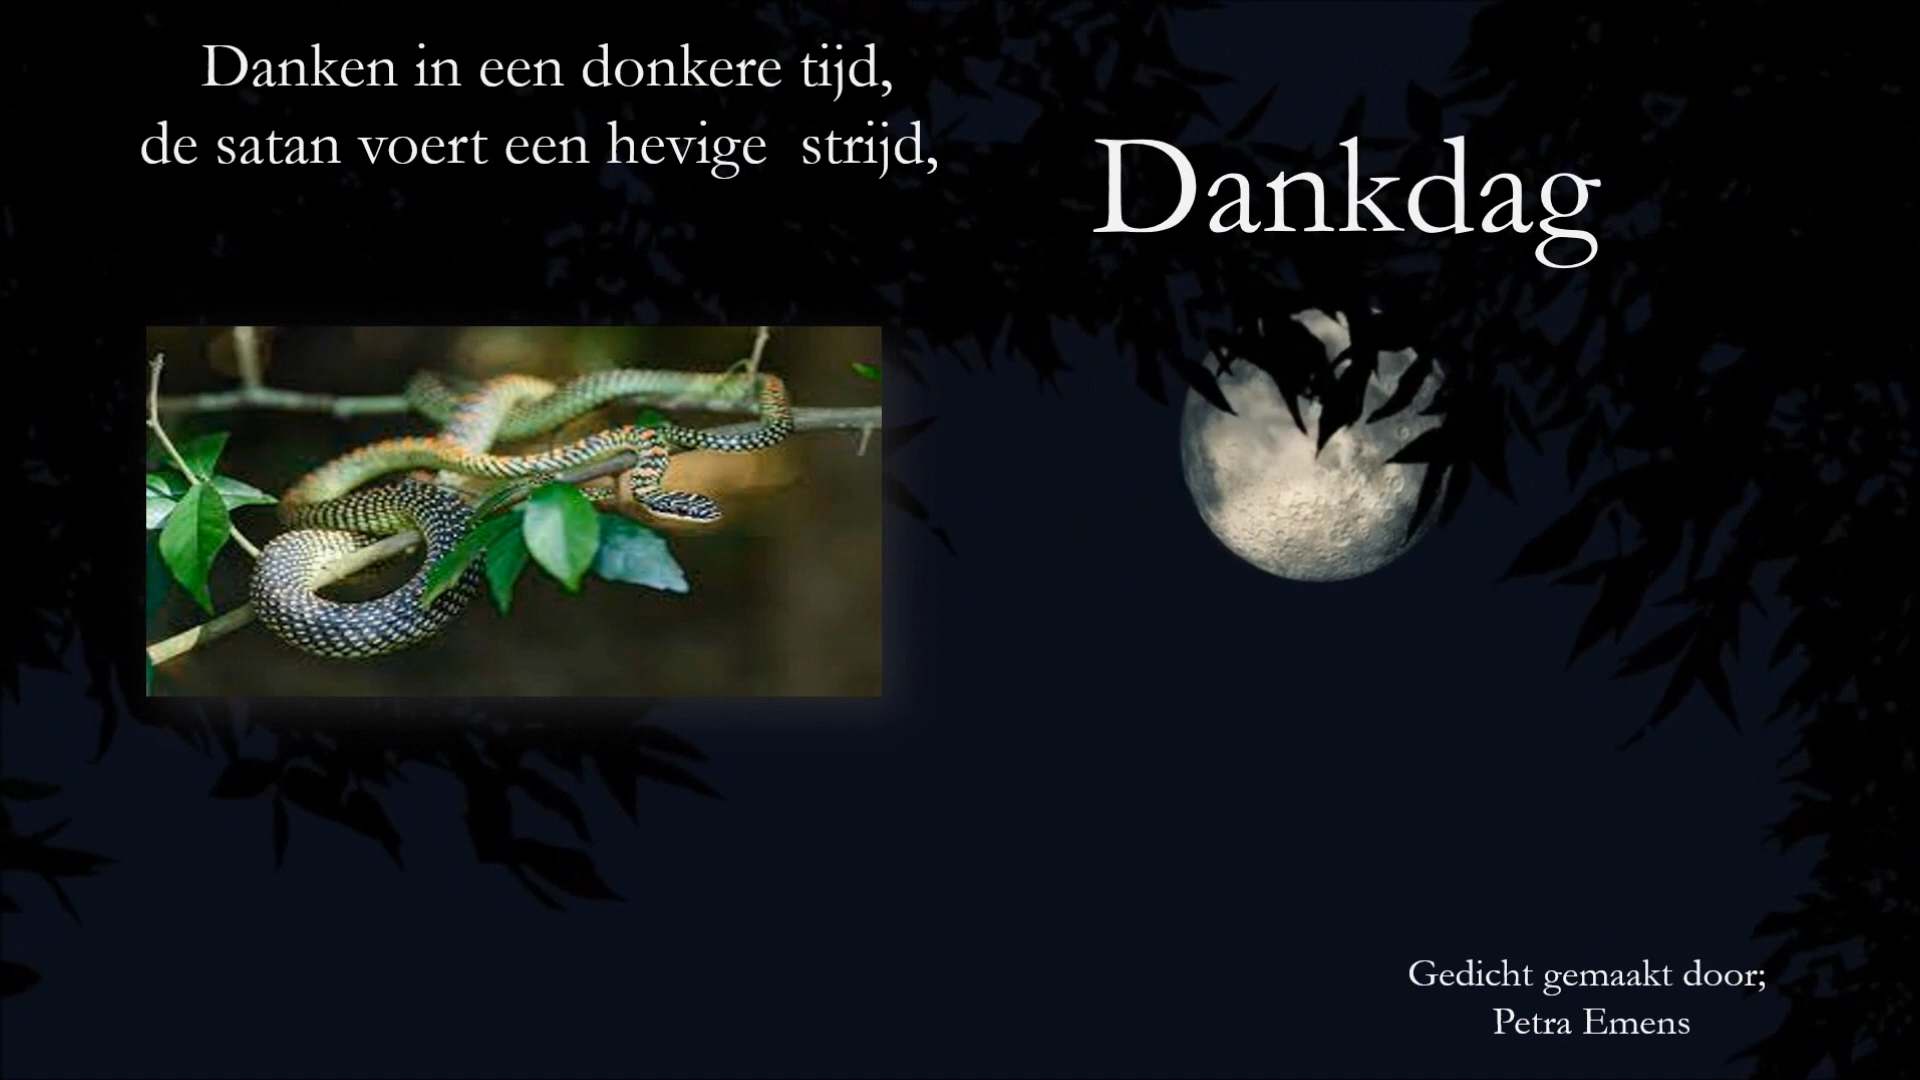 Danken in een donkere tijd,
de satan voert een hevige  strijd,
Dankdag
Gedicht gemaakt door;
Petra Emens